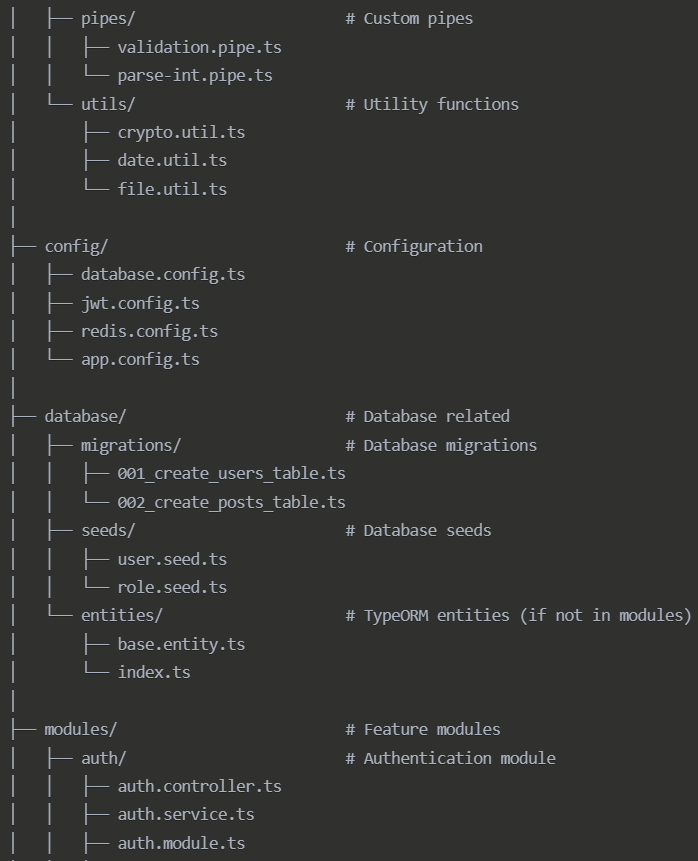 │   ├── pipes/                       # Custom pipes
│   │   ├── validation.pipe.ts
│   │   └── parse-int.pipe.ts
│   └── utils/                       # Utility functions
│       ├── crypto.util.ts
│       ├── date.util.ts
│       └── file.util.ts
│
├── config/                          # Configuration
│   ├── database.config.ts
│   ├── jwt.config.ts
│   ├── redis.config.ts
│   └── app.config.ts
│
├── database/                        # Database related
│   ├── migrations/                  # Database migrations
│   │   ├── 001_create_users_table.ts
│   │   └── 002_create_posts_table.ts
│   ├── seeds/                       # Database seeds
│   │   ├── user.seed.ts
│   │   └── role.seed.ts
│   └── entities/                    # TypeORM entities (if not in modules)
│       ├── base.entity.ts
│       └── index.ts
│
├── modules/                         # Feature modules
│   ├── auth/                        # Authentication module
│   │   ├── auth.controller.ts
│   │   ├── auth.service.ts
│   │   ├── auth.module.ts